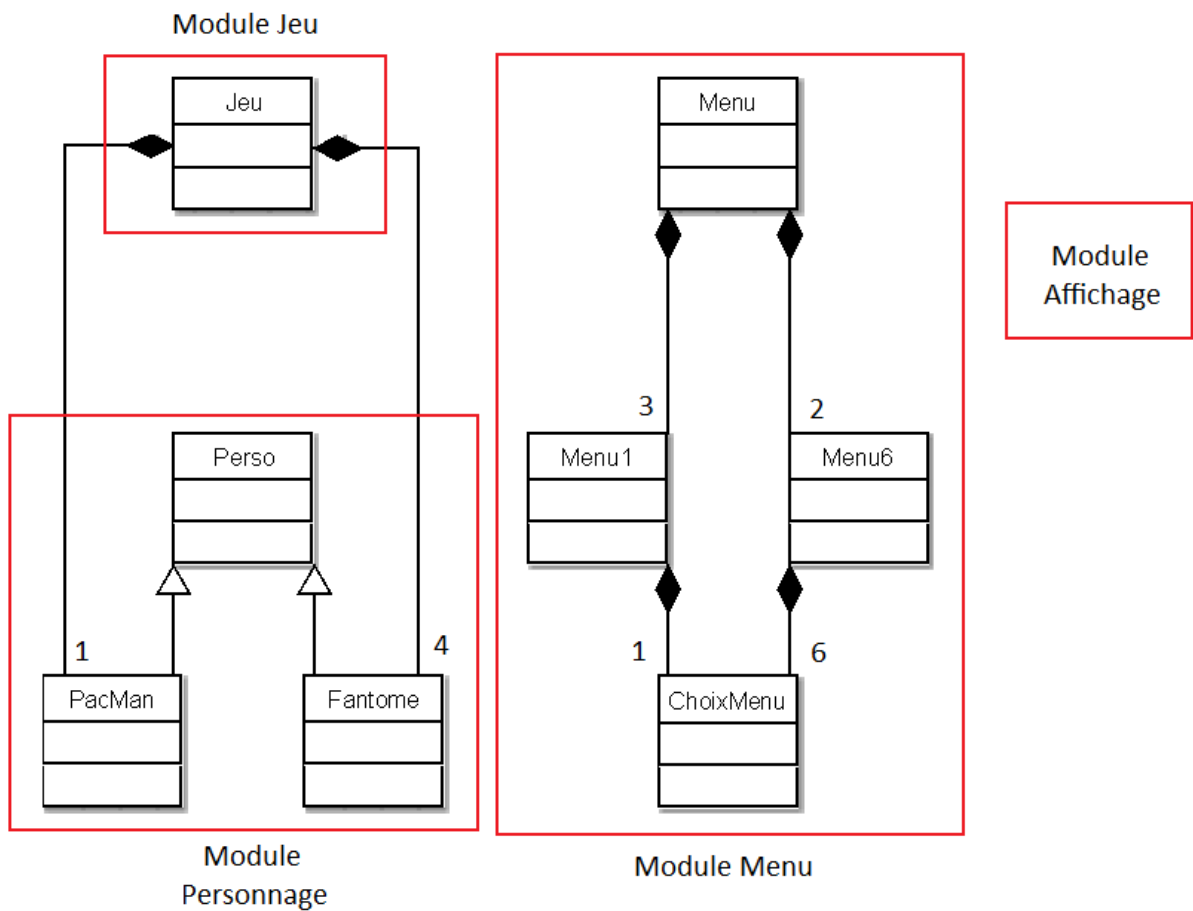 Module Jeu
Jeu
Menu
Module
Affichage
3
2
Perso
Menu1
Menu6
1
4
1
6
PacMan
Fantome
ChoixMenu
Module
Personnage
Module Menu